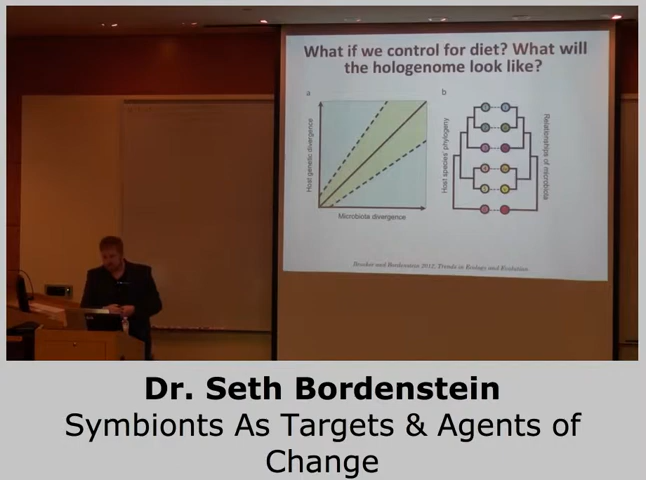 What if we control for diet? What will
the hologenome look like?
a
b
Host genetic divergence
Microbiota divergence
Host species phylogeny
Relationships of microbiota
Brucker and Bordenstein 2012, Trends in Ecology and Evolution
Dr. Seth Bordenstein
Symbionts As Targets & Agents of
Change